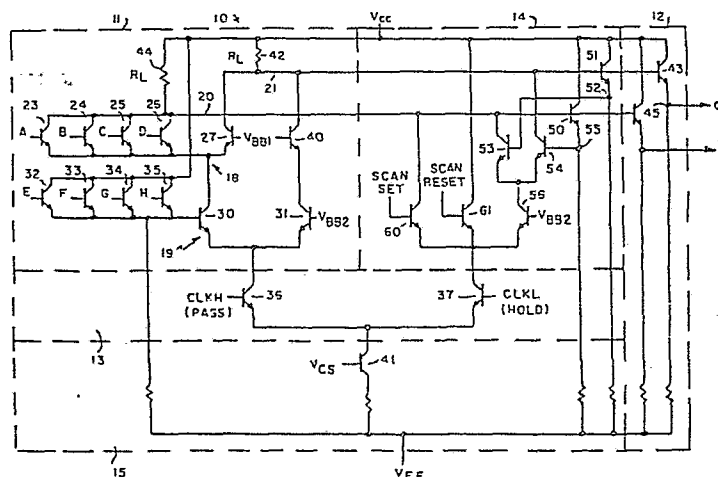 11 10 14 12
Vcc
44 RL RL 42 51 43
21
23 24 25 26 20 52
A B C D 27 VBB1 40 50 45
53 54 55
32 33 34 35 18
E F G H
SCAN SET SCAN RESET 56
30 31 VBB2 60 61 VBB2
19
CLKH (PASS) 36 37 CLKL (HOLD)
13
VCS 41
15 VEE